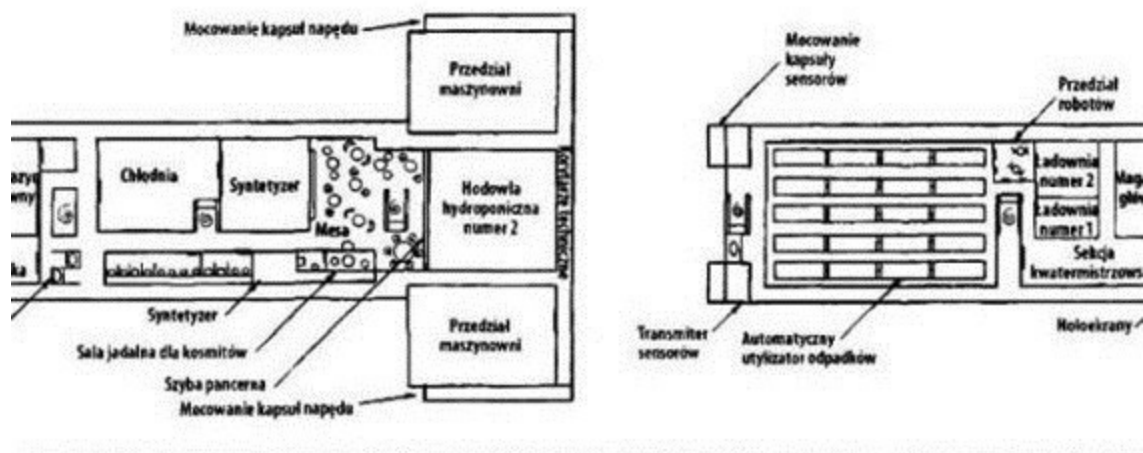 Mocowanie kapsuł napędu
Przedział
maszynowni
Chłodnia
Syntetyzer
Mesa
Hodowla
hydroponiczna
numer 2
Korytarze techniczne
Syntetyzer
Sala jadalna dla kosmitów
Szyba pancerna
Mocowanie kapsuł napędu
Przedział
maszynowni
Mocowanie
kapsuły
sensorów
Przedział
robotów
Ładownia
numer 2
Ładownia
numer 1
Sekcja
Transmiter
sensorów
Automatyczny
utylizator odpadków
Holoekrany